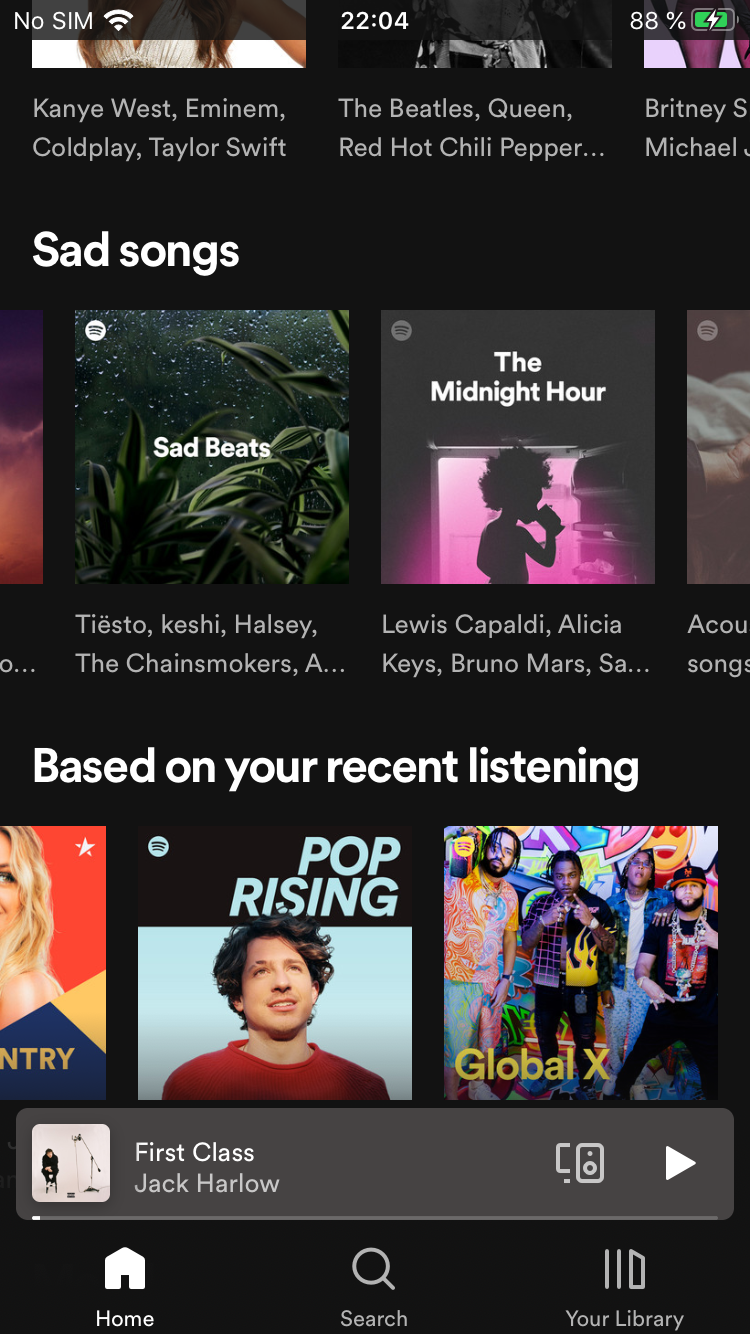 No SIM 22:04 88 %
Kanye West, Eminem,
Coldplay, Taylor Swift
The Beatles, Queen,
Red Hot Chili Pepper...
Britney S
Michael J
Sad songs
Sad Beats
The
Midnight Hour
o...
Tiësto, keshi, Halsey,
The Chainsmokers, A...
Lewis Capaldi, Alicia
Keys, Bruno Mars, Sa...
Acou
songs
Based on your recent listening
NTRY
POP
RISING
Global X
First Class
Jack Harlow
Home
Search
Your Library